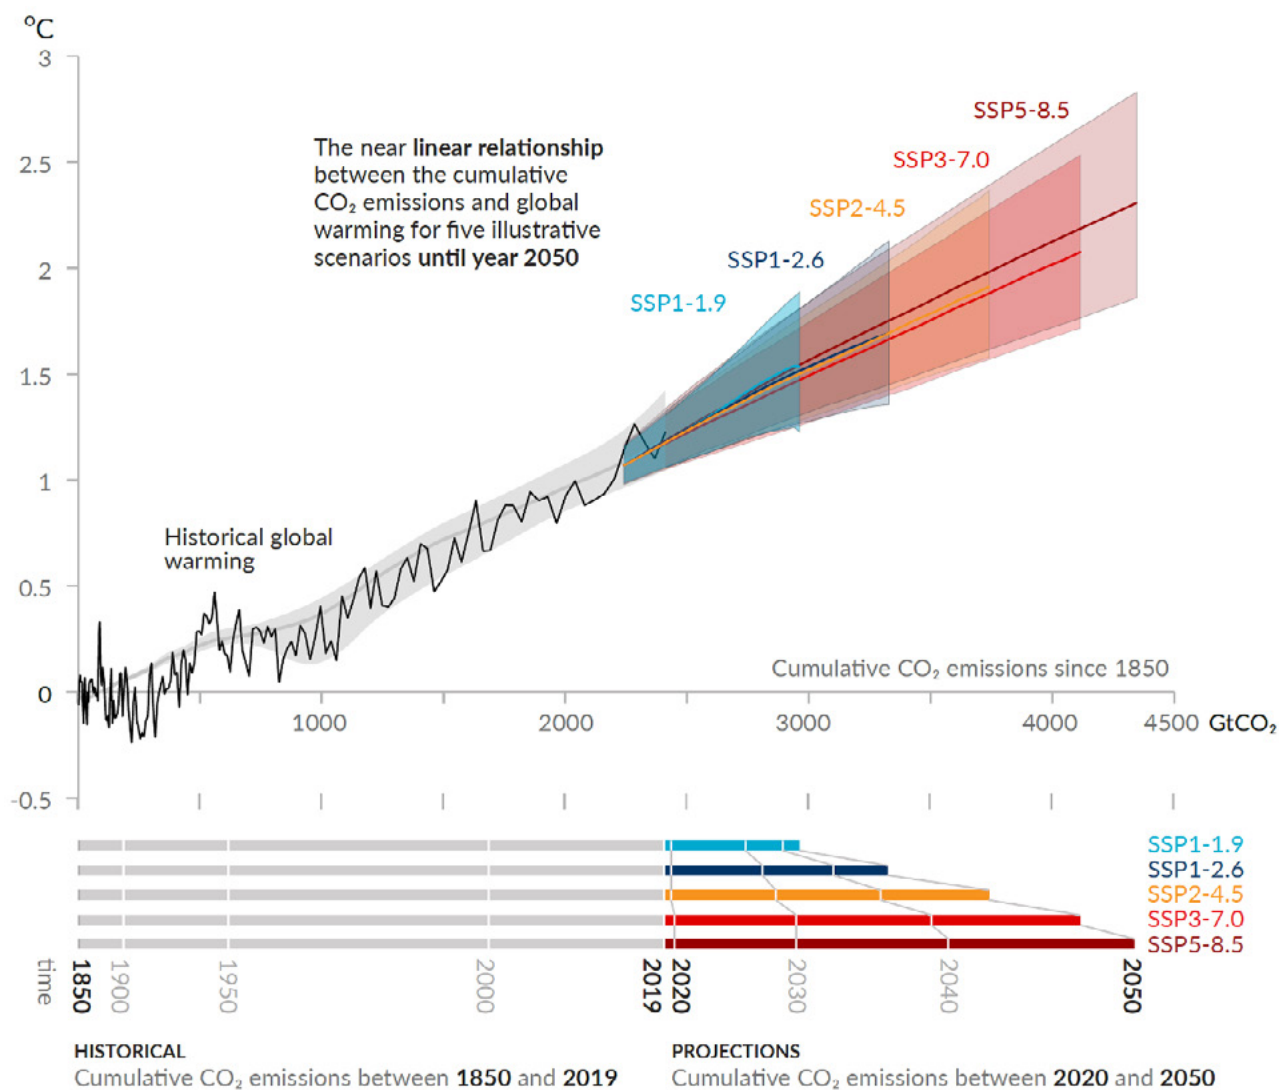 °C
3
2.5
2
1.5
1
0.5
0
-0.5
The near linear relationship
between the cumulative
CO₂ emissions and global
warming for five illustrative
scenarios until year 2050
SSP5-8.5
SSP3-7.0
SSP2-4.5
SSP1-2.6
SSP1-1.9
Historical global
warming
Cumulative CO₂ emissions since 1850
1000
2000
3000
4000
4500
GtCO₂
SSP1-1.9
SSP1-2.6
SSP2-4.5
SSP3-7.0
SSP5-8.5
time
1850
1900
1950
2000
2019
2020
2030
2040
2050
HISTORICAL
Cumulative CO₂ emissions between 1850 and 2019
PROJECTIONS
Cumulative CO₂ emissions between 2020 and 2050